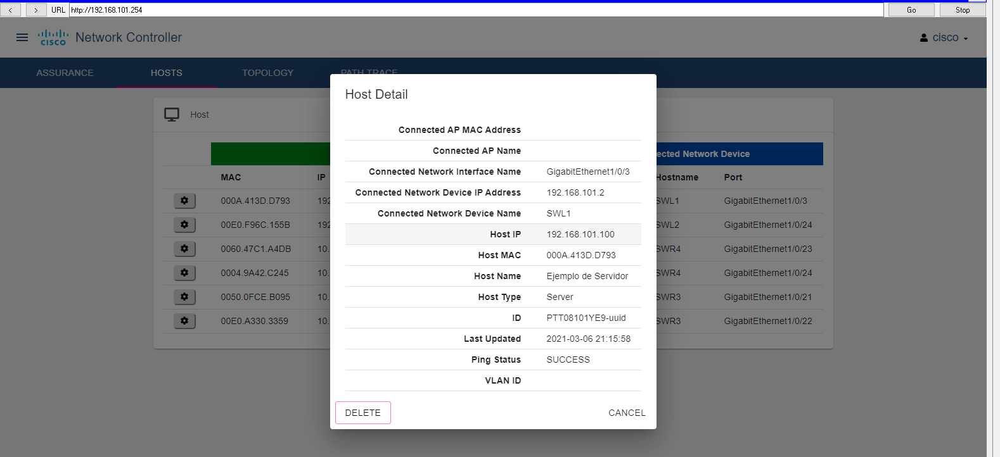 < > URL http://192.168.101.254 Go Stop
cisco Network Controller cisco
ASSURANCE HOSTS TOPOLOGY PATH TRACE
Host
Host Detail
Connected AP MAC Address
Connected AP Name
Connected Network Interface Name GigabitEthernet1/0/3
Connected Network Device IP Address 192.168.101.2
Connected Network Device Name SWL1
Host IP 192.168.101.100
Host MAC 000A.413D.D793
Host Name Ejemplo de Servidor
Host Type Server
ID PTT08101YE9-uuid
Last Updated 2021-03-06 21:15:58
Ping Status SUCCESS
VLAN ID
DELETE CANCEL
ected Network Device
MAC IP Hostname Port
000A.413D.D793 192 SWL1 GigabitEthernet1/0/3
00E0.F96C.155B 192 SWL2 GigabitEthernet1/0/24
0060.47C1.A4DB 10. SWR4 GigabitEthernet1/0/23
0004.9A42.C245 10. SWR4 GigabitEthernet1/0/24
0050.0FCE.B095 10. SWR3 GigabitEthernet1/0/21
00E0.A330.3359 10. SWR3 GigabitEthernet1/0/22